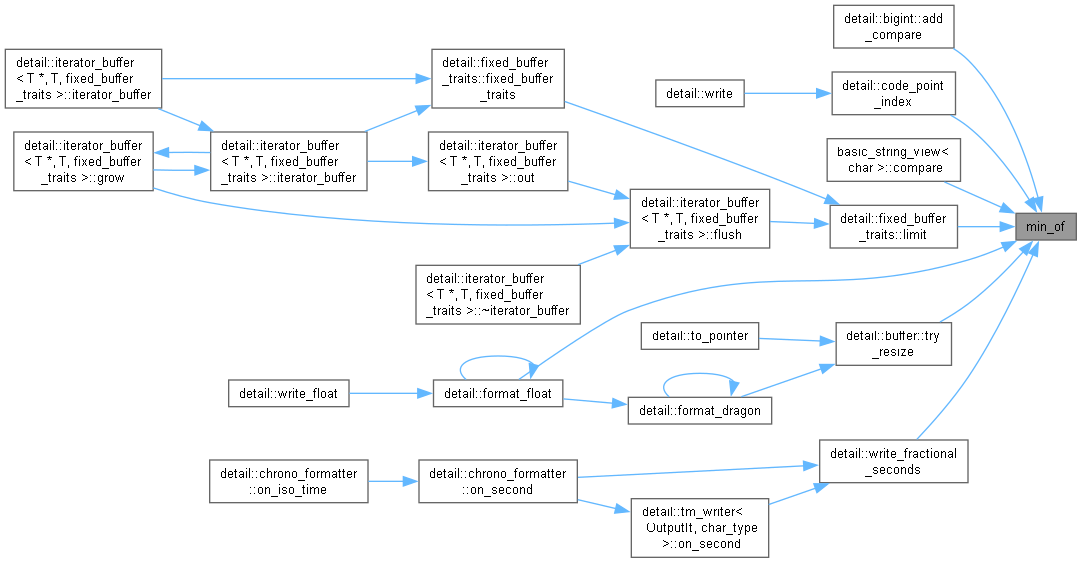 detail::bigint::add
_compare
detail::iterator_buffer
< T *, T, fixed_buffer
_traits >::iterator_buffer
detail::fixed_buffer
_traits::fixed_buffer
_traits
detail::write
detail::code_point
_index
detail::iterator_buffer
< T *, T, fixed_buffer
_traits >::grow
detail::iterator_buffer
< T *, T, fixed_buffer
_traits >::iterator_buffer
detail::iterator_buffer
< T *, T, fixed_buffer
_traits >::out
basic_string_view<
char >::compare
detail::iterator_buffer
< T *, T, fixed_buffer
_traits >::flush
detail::fixed_buffer
_traits::limit
min_of
detail::iterator_buffer
< T *, T, fixed_buffer
_traits >::~iterator_buffer
detail::to_pointer
detail::buffer::try
_resize
detail::write_float
detail::format_float
detail::format_dragon
detail::write_fractional
_seconds
detail::chrono_formatter
::on_iso_time
detail::chrono_formatter
::on_second
detail::tm_writer<
OutputIt, char_type
>::on_second